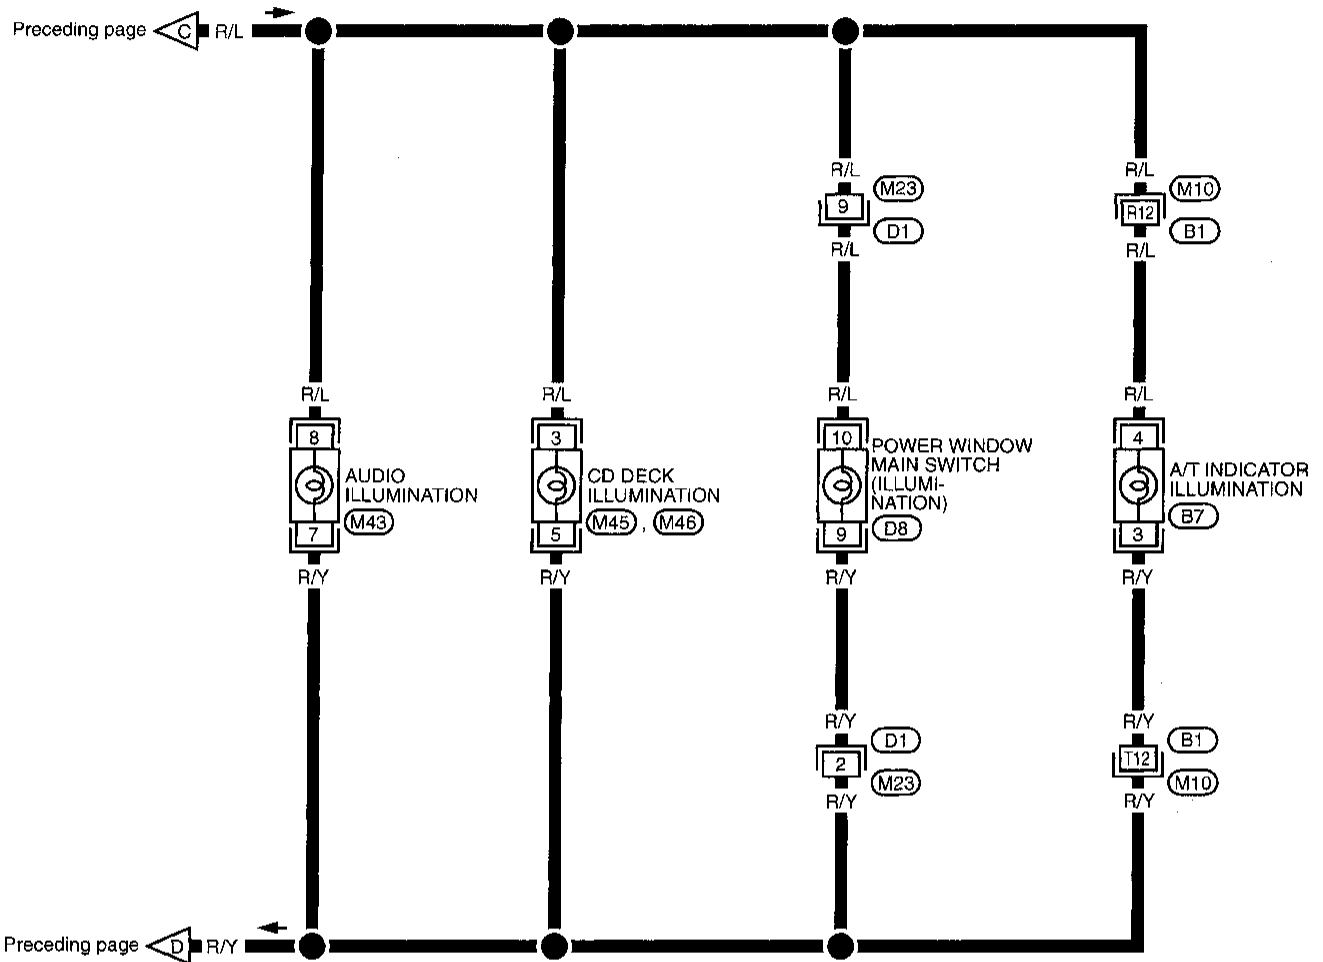 Preceding page C R/L
R/L
9
M23
D1
R/L
R/L
R12
M10
B1
R/L
R/L
8
AUDIO
ILLUMINATION
M43
7
R/Y
R/L
3
CD DECK
ILLUMINATION
M45 , M46
5
R/Y
R/L
10
POWER WINDOW
MAIN SWITCH
(ILLUMI-
NATION)
D8
9
R/Y
R/L
4
A/T INDICATOR
ILLUMINATION
B7
3
R/Y
R/Y
D1
2
M23
R/Y
R/Y
B1
T12
M10
R/Y
Preceding page D R/Y